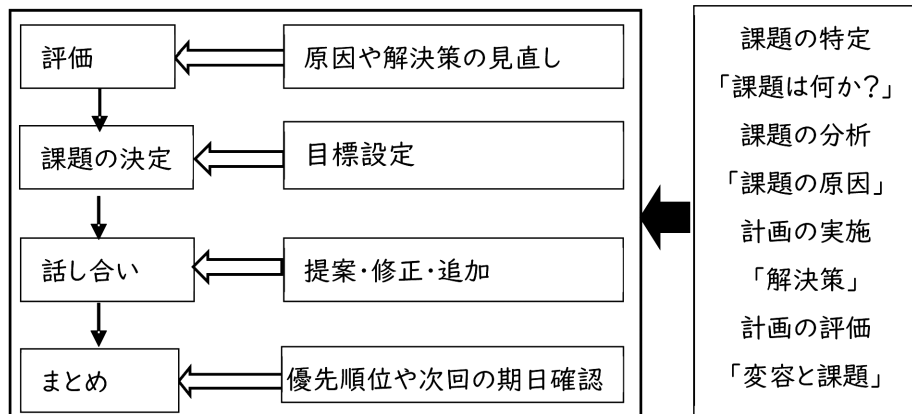 評価
原因や解決策の見直し
課題の決定
目標設定
話し合い
提案・修正・追加
まとめ
優先順位や次回の期日確認
課題の特定
「課題は何か?」
課題の分析
「課題の原因」
計画の実施
「解決策」
計画の評価
「変容と課題」